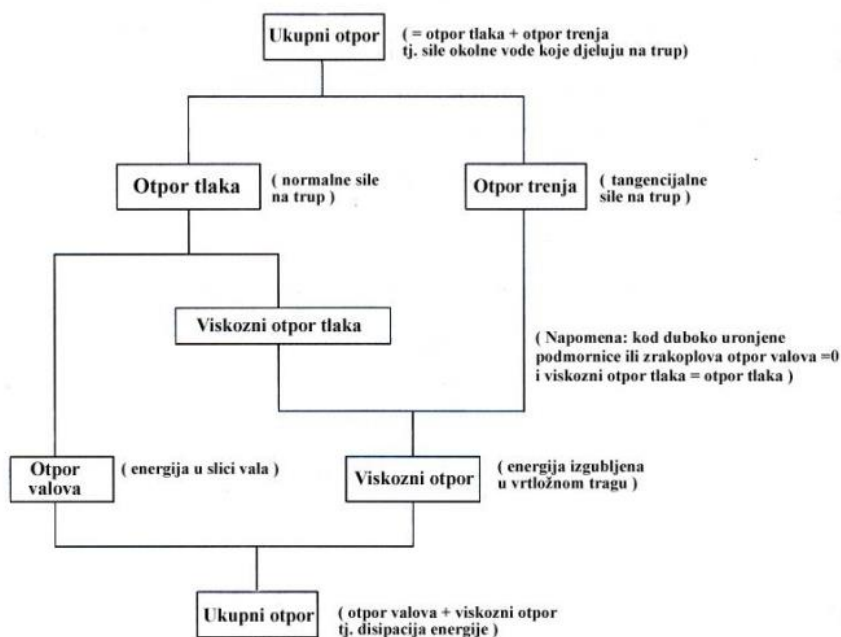 Ukupni otpor
( = otpor tlaka + otpor trenja
tj. sile okolne vode koje djeluju na trup)
Otpor tlaka
( normalne sile
na trup )
Otpor trenja
( tangencijalne
sile na trup )
Viskozni otpor tlaka
( Napomena: kod duboko uronjene
podmornice ili zrakoplova otpor valova =0
i viskozni otpor tlaka = otpor tlaka )
Otpor
valova
( energija u slici vala )
Viskozni otpor
( energija izgubljena
u vrtložnom tragu )
Ukupni otpor
( otpor valova + viskozni otpor
tj. disipacija energije )